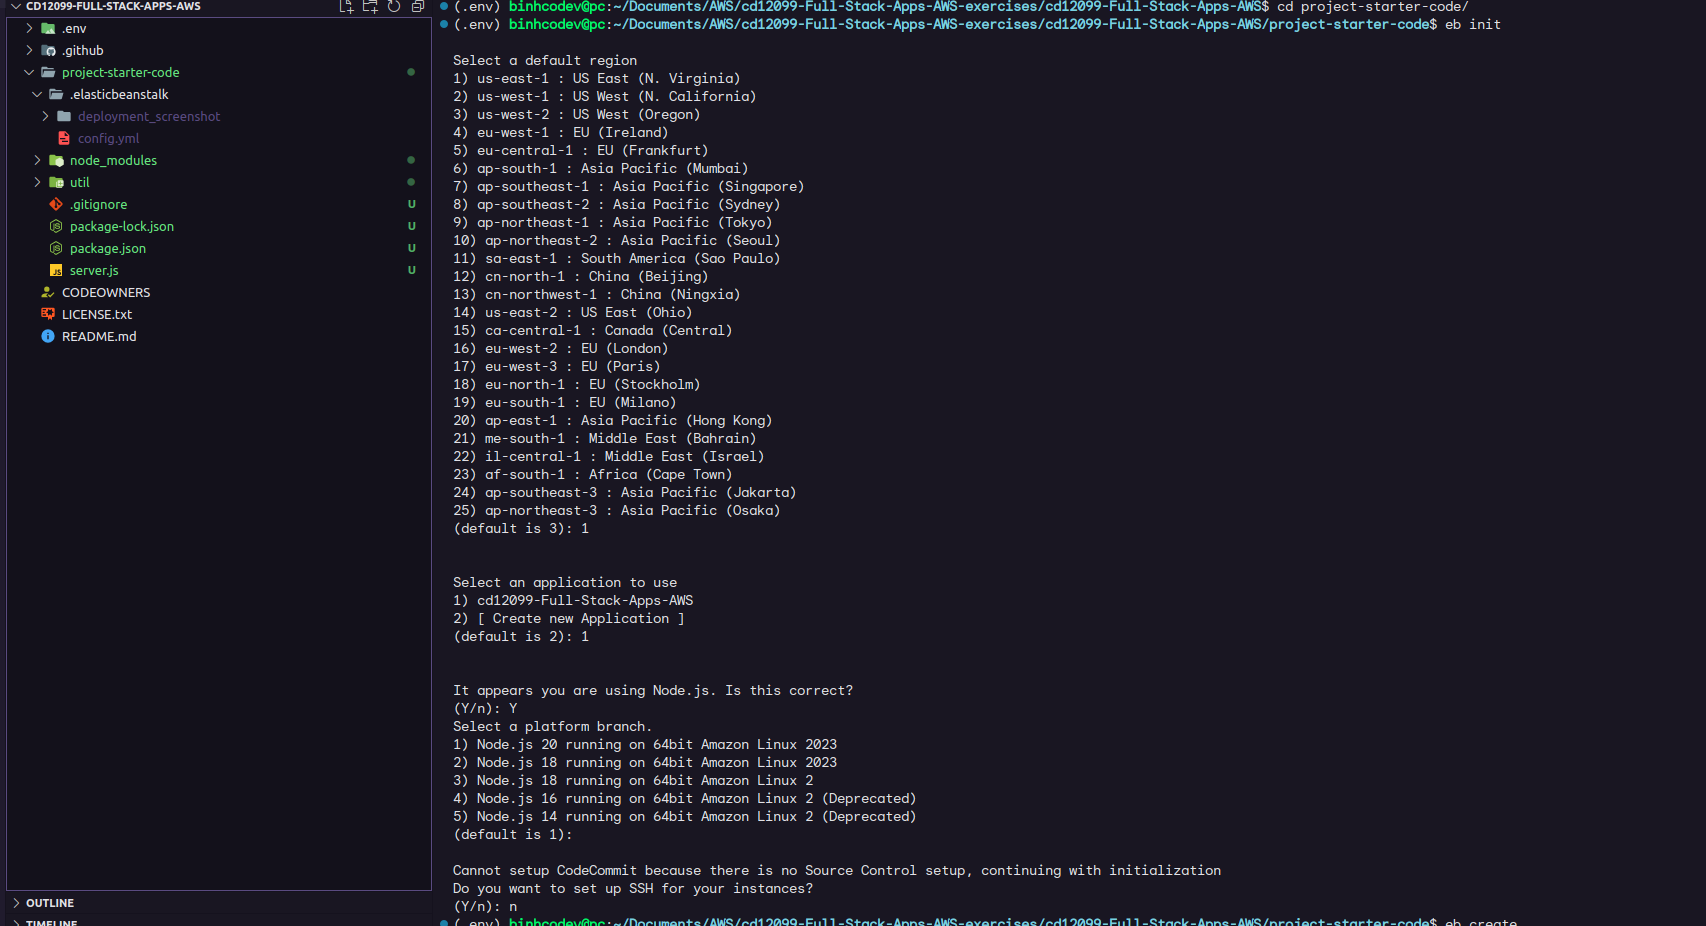 CD12099-FULL-STACK-APPS-AWS
.env
.github
project-starter-code
.elasticbeanstalk
deployment_screenshot
config.yml
node_modules
util
.gitignore U
package-lock.json U
package.json U
server.js U
CODEOWNERS
LICENSE.txt
README.md
OUTLINE
TIMELINE
(.env) binhcodev@pc:~/Documents/AWS/cd12099-Full-Stack-Apps-AWS-exercises/cd12099-Full-Stack-Apps-AWS$ cd project-starter-code/
(.env) binhcodev@pc:~/Documents/AWS/cd12099-Full-Stack-Apps-AWS-exercises/cd12099-Full-Stack-Apps-AWS/project-starter-code$ eb init
Select a default region
1) us-east-1 : US East (N. Virginia)
2) us-west-1 : US West (N. California)
3) us-west-2 : US West (Oregon)
4) eu-west-1 : EU (Ireland)
5) eu-central-1 : EU (Frankfurt)
6) ap-south-1 : Asia Pacific (Mumbai)
7) ap-southeast-1 : Asia Pacific (Singapore)
8) ap-southeast-2 : Asia Pacific (Sydney)
9) ap-northeast-1 : Asia Pacific (Tokyo)
10) ap-northeast-2 : Asia Pacific (Seoul)
11) sa-east-1 : South America (Sao Paulo)
12) cn-north-1 : China (Beijing)
13) cn-northwest-1 : China (Ningxia)
14) us-east-2 : US East (Ohio)
15) ca-central-1 : Canada (Central)
16) eu-west-2 : EU (London)
17) eu-west-3 : EU (Paris)
18) eu-north-1 : EU (Stockholm)
19) eu-south-1 : EU (Milano)
20) ap-east-1 : Asia Pacific (Hong Kong)
21) me-south-1 : Middle East (Bahrain)
22) il-central-1 : Middle East (Israel)
23) af-south-1 : Africa (Cape Town)
24) ap-southeast-3 : Asia Pacific (Jakarta)
25) ap-northeast-3 : Asia Pacific (Osaka)
(default is 3): 1
Select an application to use
1) cd12099-Full-Stack-Apps-AWS
2) [ Create new Application ]
(default is 2): 1
It appears you are using Node.js. Is this correct?
(Y/n): Y
Select a platform branch.
1) Node.js 20 running on 64bit Amazon Linux 2023
2) Node.js 18 running on 64bit Amazon Linux 2023
3) Node.js 18 running on 64bit Amazon Linux 2
4) Node.js 16 running on 64bit Amazon Linux 2 (Deprecated)
5) Node.js 14 running on 64bit Amazon Linux 2 (Deprecated)
(default is 1):
Cannot setup CodeCommit because there is no Source Control setup, continuing with initialization
Do you want to set up SSH for your instances?
(Y/n): n
(.env) binhcodev@pc:~/Documents/AWS/cd12099-Full-Stack-Apps-AWS-exercises/cd12099-Full-Stack-Apps-AWS/project-starter-code$ eb create